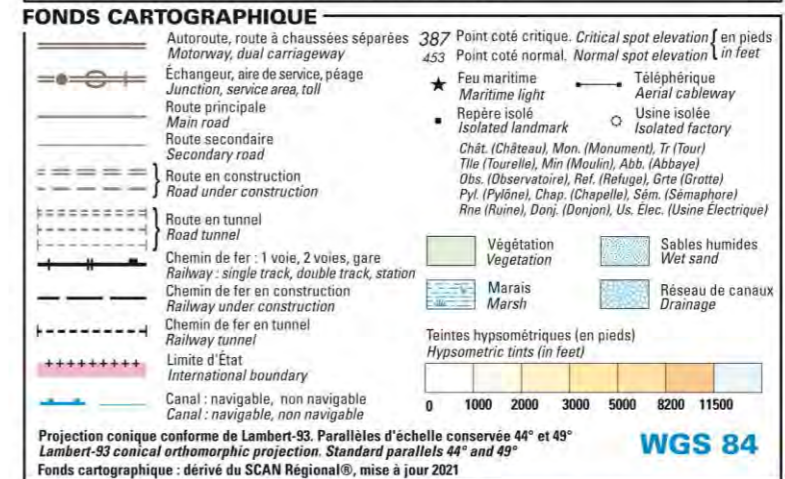 FONDS CARTOGRAPHIQUE
Autoroute, route à chaussées séparées
Motorway, dual carriageway
Échangeur, aire de service, péage
Junction, service area, toll
Route principale
Main road
Route secondaire
Secondary road
Route en construction
Road under construction
Route en tunnel
Road tunnel
Chemin de fer : 1 voie, 2 voies, gare
Railway : single track, double track, station
Chemin de fer en construction
Railway under construction
Chemin de fer en tunnel
Railway tunnel
Limite d'État
International boundary
Canal : navigable, non navigable
Canal : navigable, non navigable
387 Point coté critique. Critical spot elevation
453 Point coté normal. Normal spot elevation
en pieds
in feet
Feu maritime
Maritime light
Téléphérique
Aerial cableway
Repère isolé
Isolated landmark
Usine isolée
Isolated factory
Chât. (Château), Mon. (Monument), Tr (Tour)
Tlle (Tourelle), Min (Moulin), Abb. (Abbaye)
Obs. (Observatoire), Ref. (Refuge), Grte (Grotte)
Pyl. (Pylône), Chap. (Chapelle), Sém. (Sémaphore)
Rne (Ruine), Donj. (Donjon), Us. Élec. (Usine Électrique)
Végétation
Vegetation
Sables humides
Wet sand
Marais
Marsh
Réseau de canaux
Drainage
Teintes hypsométriques (en pieds)
Hypsometric tints (in feet)
0 1000 2000 3000 5000 8200 11500
Projection conique conforme de Lambert-93. Parallèles d'échelle conservée 44° et 49°
Lambert-93 conical orthomorphic projection. Standard parallels 44° and 49°
Fonds cartographique : dérivé du SCAN Régional®, mise à jour 2021
WGS 84